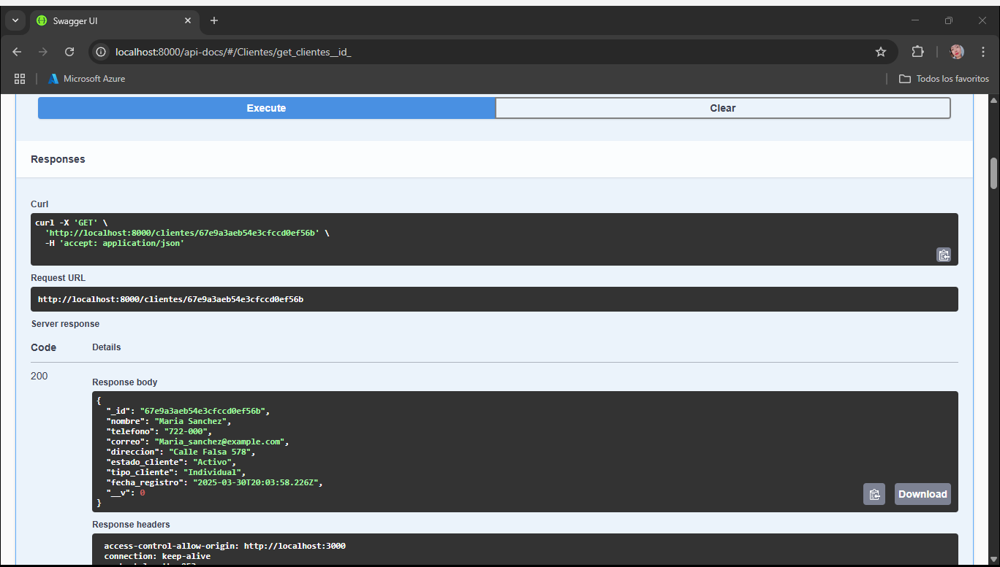 Swagger UI
localhost:8000/api-docs/#/Clientes/get_clientes__id_
Microsoft Azure
Todos los favoritos
Execute
Clear
Responses
Curl
curl -X 'GET' \
'http://localhost:8000/clientes/67e9a3aeb54e3cfccd0ef56b' \
-H 'accept: application/json'
Request URL
http://localhost:8000/clientes/67e9a3aeb54e3cfccd0ef56b
Server response
Code
Details
200
Response body
{
"_id": "67e9a3aeb54e3cfccd0ef56b",
"nombre": "Maria Sanchez",
"telefono": "722-000",
"correo": "Maria_sanchez@example.com",
"direccion": "Calle Falsa 578",
"estado_cliente": "Activo",
"tipo_cliente": "Individual",
"fecha_registro": "2025-03-30T20:03:58.226Z",
"__v": 0
}
Download
Response headers
access-control-allow-origin: http://localhost:3000
connection: keep-alive